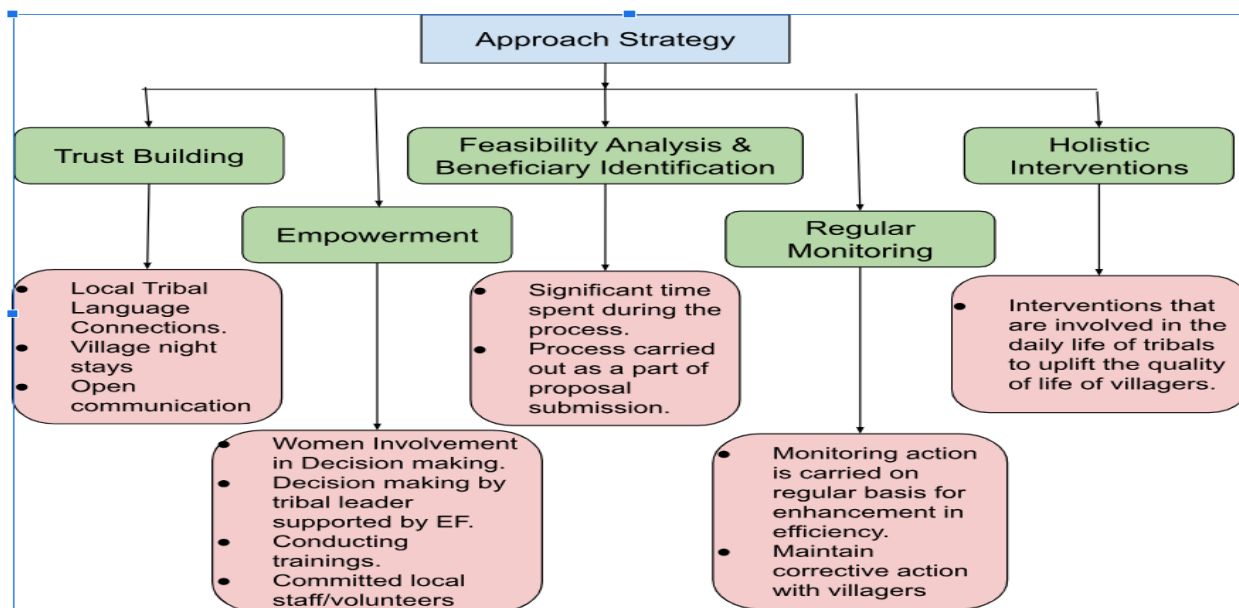 Approach Strategy
Trust Building
Feasibility Analysis &
Beneficiary Identification
Holistic
Interventions
Empowerment
Regular
Monitoring
● Local Tribal
Language
Connections.
● Village night
stays
● Open
communication
● Significant time
spent during the
process.
● Process carried
out as a part of
proposal
submission.
● Interventions that
are involved in the
daily life of tribals
to uplift the quality
of life of villagers.
● Women Involvement
in Decision making.
● Decision making by
tribal leader
supported by EF.
● Conducting
trainings.
● Committed local
staff/volunteers
● Monitoring action
is carried on
regular basis for
enhancement in
efficiency.
● Maintain
corrective action
with villagers